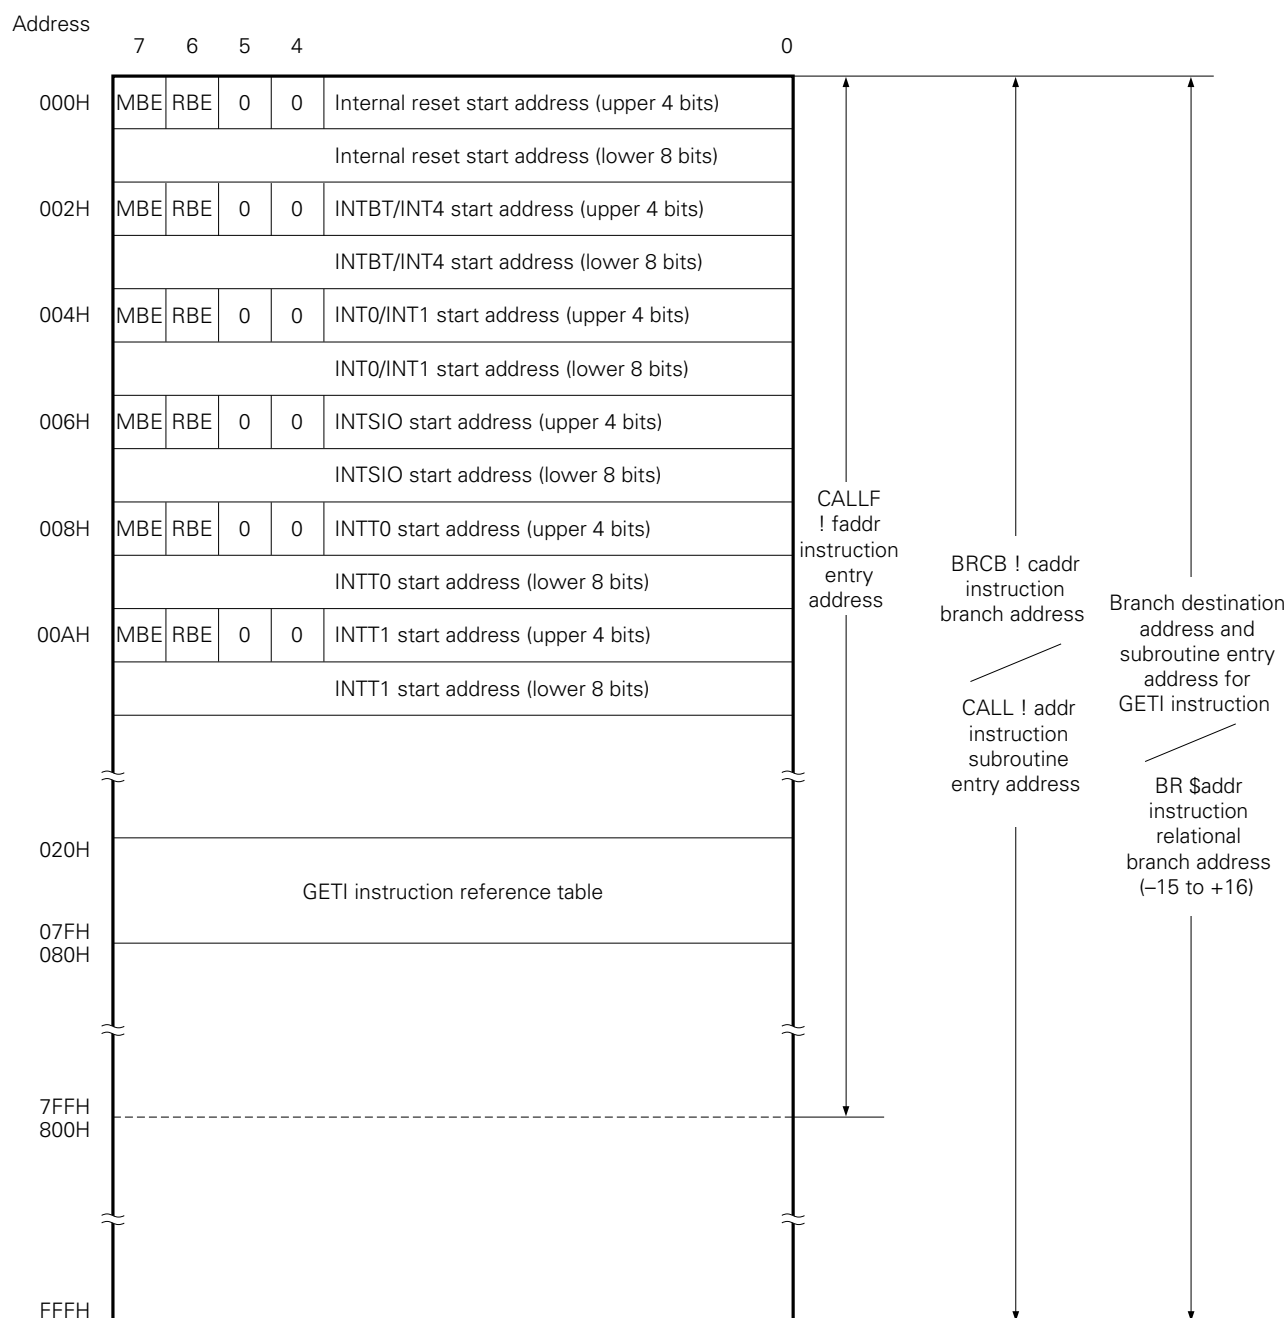 Address
7 6 5 4 0
000H MBE RBE 0 0 Internal reset start address (upper 4 bits)
Internal reset start address (lower 8 bits)
002H MBE RBE 0 0 INTBT/INT4 start address (upper 4 bits)
INTBT/INT4 start address (lower 8 bits)
004H MBE RBE 0 0 INT0/INT1 start address (upper 4 bits)
INT0/INT1 start address (lower 8 bits)
006H MBE RBE 0 0 INTSIO start address (upper 4 bits)
INTSIO start address (lower 8 bits)
008H MBE RBE 0 0 INTT0 start address (upper 4 bits)
INTT0 start address (lower 8 bits)
00AH MBE RBE 0 0 INTT1 start address (upper 4 bits)
INTT1 start address (lower 8 bits)
020H
GETI instruction reference table
07FH
080H
7FFH
800H
FFFH
CALLF
! faddr
instruction
entry
address
BRCB ! caddr
instruction
branch address
CALL ! addr
instruction
subroutine
entry address
Branch destination
address and
subroutine entry
address for
GETI instruction
BR $addr
instruction
relational
branch address
(–15 to +16)